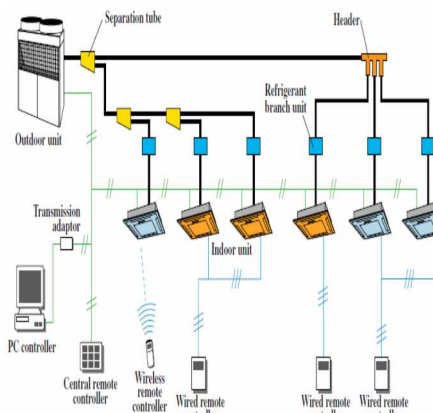 Separation tube
Header
Refrigerant
branch unit
Outdoor unit
Transmission
adaptor
Indoor unit
PC controller
Central remote
controller
Wireless
remote
controller
Wired remote
Wired remote
Wired remote